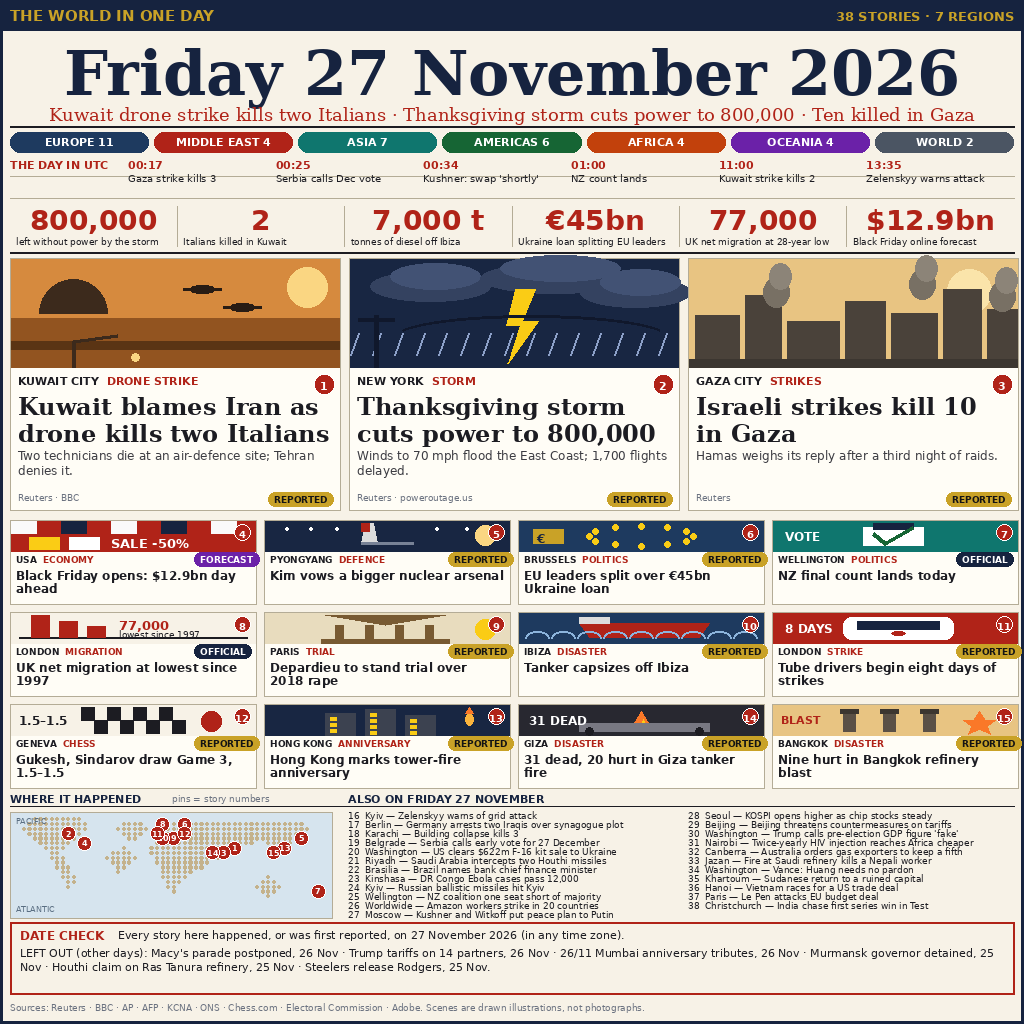 THE WORLD IN ONE DAY
38 STORIES · 7 REGIONS
Friday 27 November 2026
Kuwait drone strike kills two Italians · Thanksgiving storm cuts power to 800,000 · Ten killed in Gaza
EUROPE 11
MIDDLE EAST 4
ASIA 7
AMERICAS 6
AFRICA 4
OCEANIA 4
WORLD 2
THE DAY IN UTC
00:17
Gaza strike kills 3
00:25
Serbia calls Dec vote
00:34
Kushner: swap 'shortly'
01:00
NZ count lands
11:00
Kuwait strike kills 2
13:35
Zelenskyy warns attack
800,000
left without power by the storm
2
Italians killed in Kuwait
7,000 t
tonnes of diesel off Ibiza
€45bn
Ukraine loan splitting EU leaders
77,000
UK net migration at 28-year low
$12.9bn
Black Friday online forecast
KUWAIT CITY DRONE STRIKE
1
Kuwait blames Iran as
drone kills two Italians
Two technicians die at an air-defence site; Tehran
denies it.
Reuters · BBC
REPORTED
NEW YORK STORM
2
Thanksgiving storm
cuts power to 800,000
Winds to 70 mph flood the East Coast; 1,700 flights
delayed.
Reuters · poweroutage.us
REPORTED
GAZA CITY STRIKES
3
Israeli strikes kill 10
in Gaza
Hamas weighs its reply after a third night of raids.
Reuters
REPORTED
SALE -50%
4
USA ECONOMY
FORECAST
Black Friday opens: $12.9bn day
ahead
5
PYONGYANG DEFENCE
REPORTED
Kim vows a bigger nuclear arsenal
€
6
BRUSSELS POLITICS
REPORTED
EU leaders split over €45bn
Ukraine loan
VOTE
7
WELLINGTON POLITICS
OFFICIAL
NZ final count lands today
77,000
lowest since 1997
8
LONDON MIGRATION
OFFICIAL
UK net migration at lowest since
1997
9
PARIS TRIAL
REPORTED
Depardieu to stand trial over
2018 rape
10
IBIZA DISASTER
REPORTED
Tanker capsizes off Ibiza
8 DAYS
11
LONDON STRIKE
REPORTED
Tube drivers begin eight days of
strikes
1.5–1.5
12
GENEVA CHESS
REPORTED
Gukesh, Sindarov draw Game 3,
1.5–1.5
13
HONG KONG ANNIVERSARY
REPORTED
Hong Kong marks tower-fire
anniversary
31 DEAD
14
GIZA DISASTER
REPORTED
31 dead, 20 hurt in Giza tanker
fire
BLAST
15
BANGKOK DISASTER
REPORTED
Nine hurt in Bangkok refinery
blast
WHERE IT HAPPENED
pins = story numbers
PACIFIC
2
4
8
6
12
9
14
3
1
15
13
5
7
ATLANTIC
ALSO ON FRIDAY 27 NOVEMBER
16 Kyiv — Zelenskyy warns of grid attack
17 Berlin — Germany arrests two Iraqis over synagogue plot
18 Karachi — Building collapse kills 3
19 Belgrade — Serbia calls early vote for 27 December
20 Washington — US clears $622m F-16 kit sale to Ukraine
21 Riyadh — Saudi Arabia intercepts two Houthi missiles
22 Brasilia — Brazil names bank chief finance minister
23 Kinshasa — DR Congo Ebola cases pass 12,000
24 Kyiv — Russian ballistic missiles hit Kyiv
25 Wellington — NZ coalition one seat short of majority
26 Worldwide — Amazon workers strike in 20 countries
27 Moscow — Kushner and Witkoff put peace plan to Putin
28 Seoul — KOSPI opens higher as chip stocks steady
29 Beijing — Beijing threatens countermeasures on tariffs
30 Washington — Trump calls pre-election GDP figure 'fake'
31 Nairobi — Twice-yearly HIV injection reaches Africa cheaper
32 Canberra — Australia orders gas exporters to keep a fifth
33 Jazan — Fire at Saudi refinery kills a Nepali worker
34 Washington — Vance: Huang needs no pardon
35 Khartoum — Sudanese return to a ruined capital
36 Hanoi — Vietnam races for a US trade deal
37 Paris — Le Pen attacks EU budget deal
38 Christchurch — India chase first series win in Test
DATE CHECK Every story here happened, or was first reported, on 27 November 2026 (in any time zone).
LEFT OUT (other days): Macy's parade postponed, 26 Nov · Trump tariffs on 14 partners, 26 Nov · 26/11 Mumbai anniversary tributes, 26 Nov · Murmansk governor detained, 25
Nov · Houthi claim on Ras Tanura refinery, 25 Nov · Steelers release Rodgers, 25 Nov.
Sources: Reuters · BBC · AP · AFP · KCNA · ONS · Chess.com · Electoral Commission · Adobe. Scenes are drawn illustrations, not photographs.